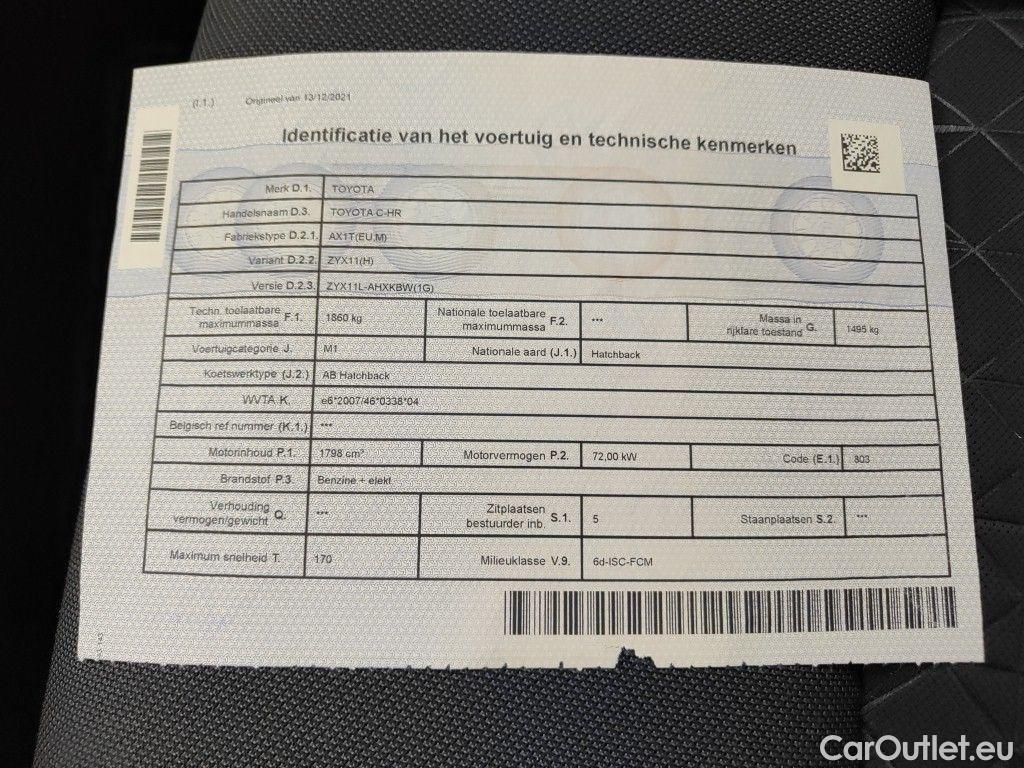 (I.1.) Origineel van 13/12/2021
Identificatie van het voertuig en technische kenmerken
Merk D.1. TOYOTA
Handelsnaam D.3. TOYOTA C-HR
Fabriekstype D.2.1. AX1T(EU,M)
Variant D.2.2. ZYX11(H)
Versie D.2.3. ZYX11L-AHXKBW(1G)
Techn. toelaatbare maximummassa F.1. 1860 kg Nationale toelaatbare maximummassa F.2. *** Massa in rijklare toestand G. 1495 kg
Voertuigcategorie J. M1 Nationale aard (J.1.) Hatchback
Koetswerktype (J.2.) AB Hatchback
WVTA K. e6*2007/46*0338*04
Belgisch ref nummer (K.1.) ***
Motorinhoud P.1. 1798 cm³ Motorvermogen P.2. 72,00 kW Code (E.1.) 803
Brandstof P.3. Benzine + elekt
Verhouding vermogen/gewicht Q. *** Zitplaatsen bestuurder inb. S.1. 5 Staanplaatsen S.2. ***
Maximum snelheid T. 170 Milieuklasse V.9. 6d-ISC-FCM
CarOutlet.eu